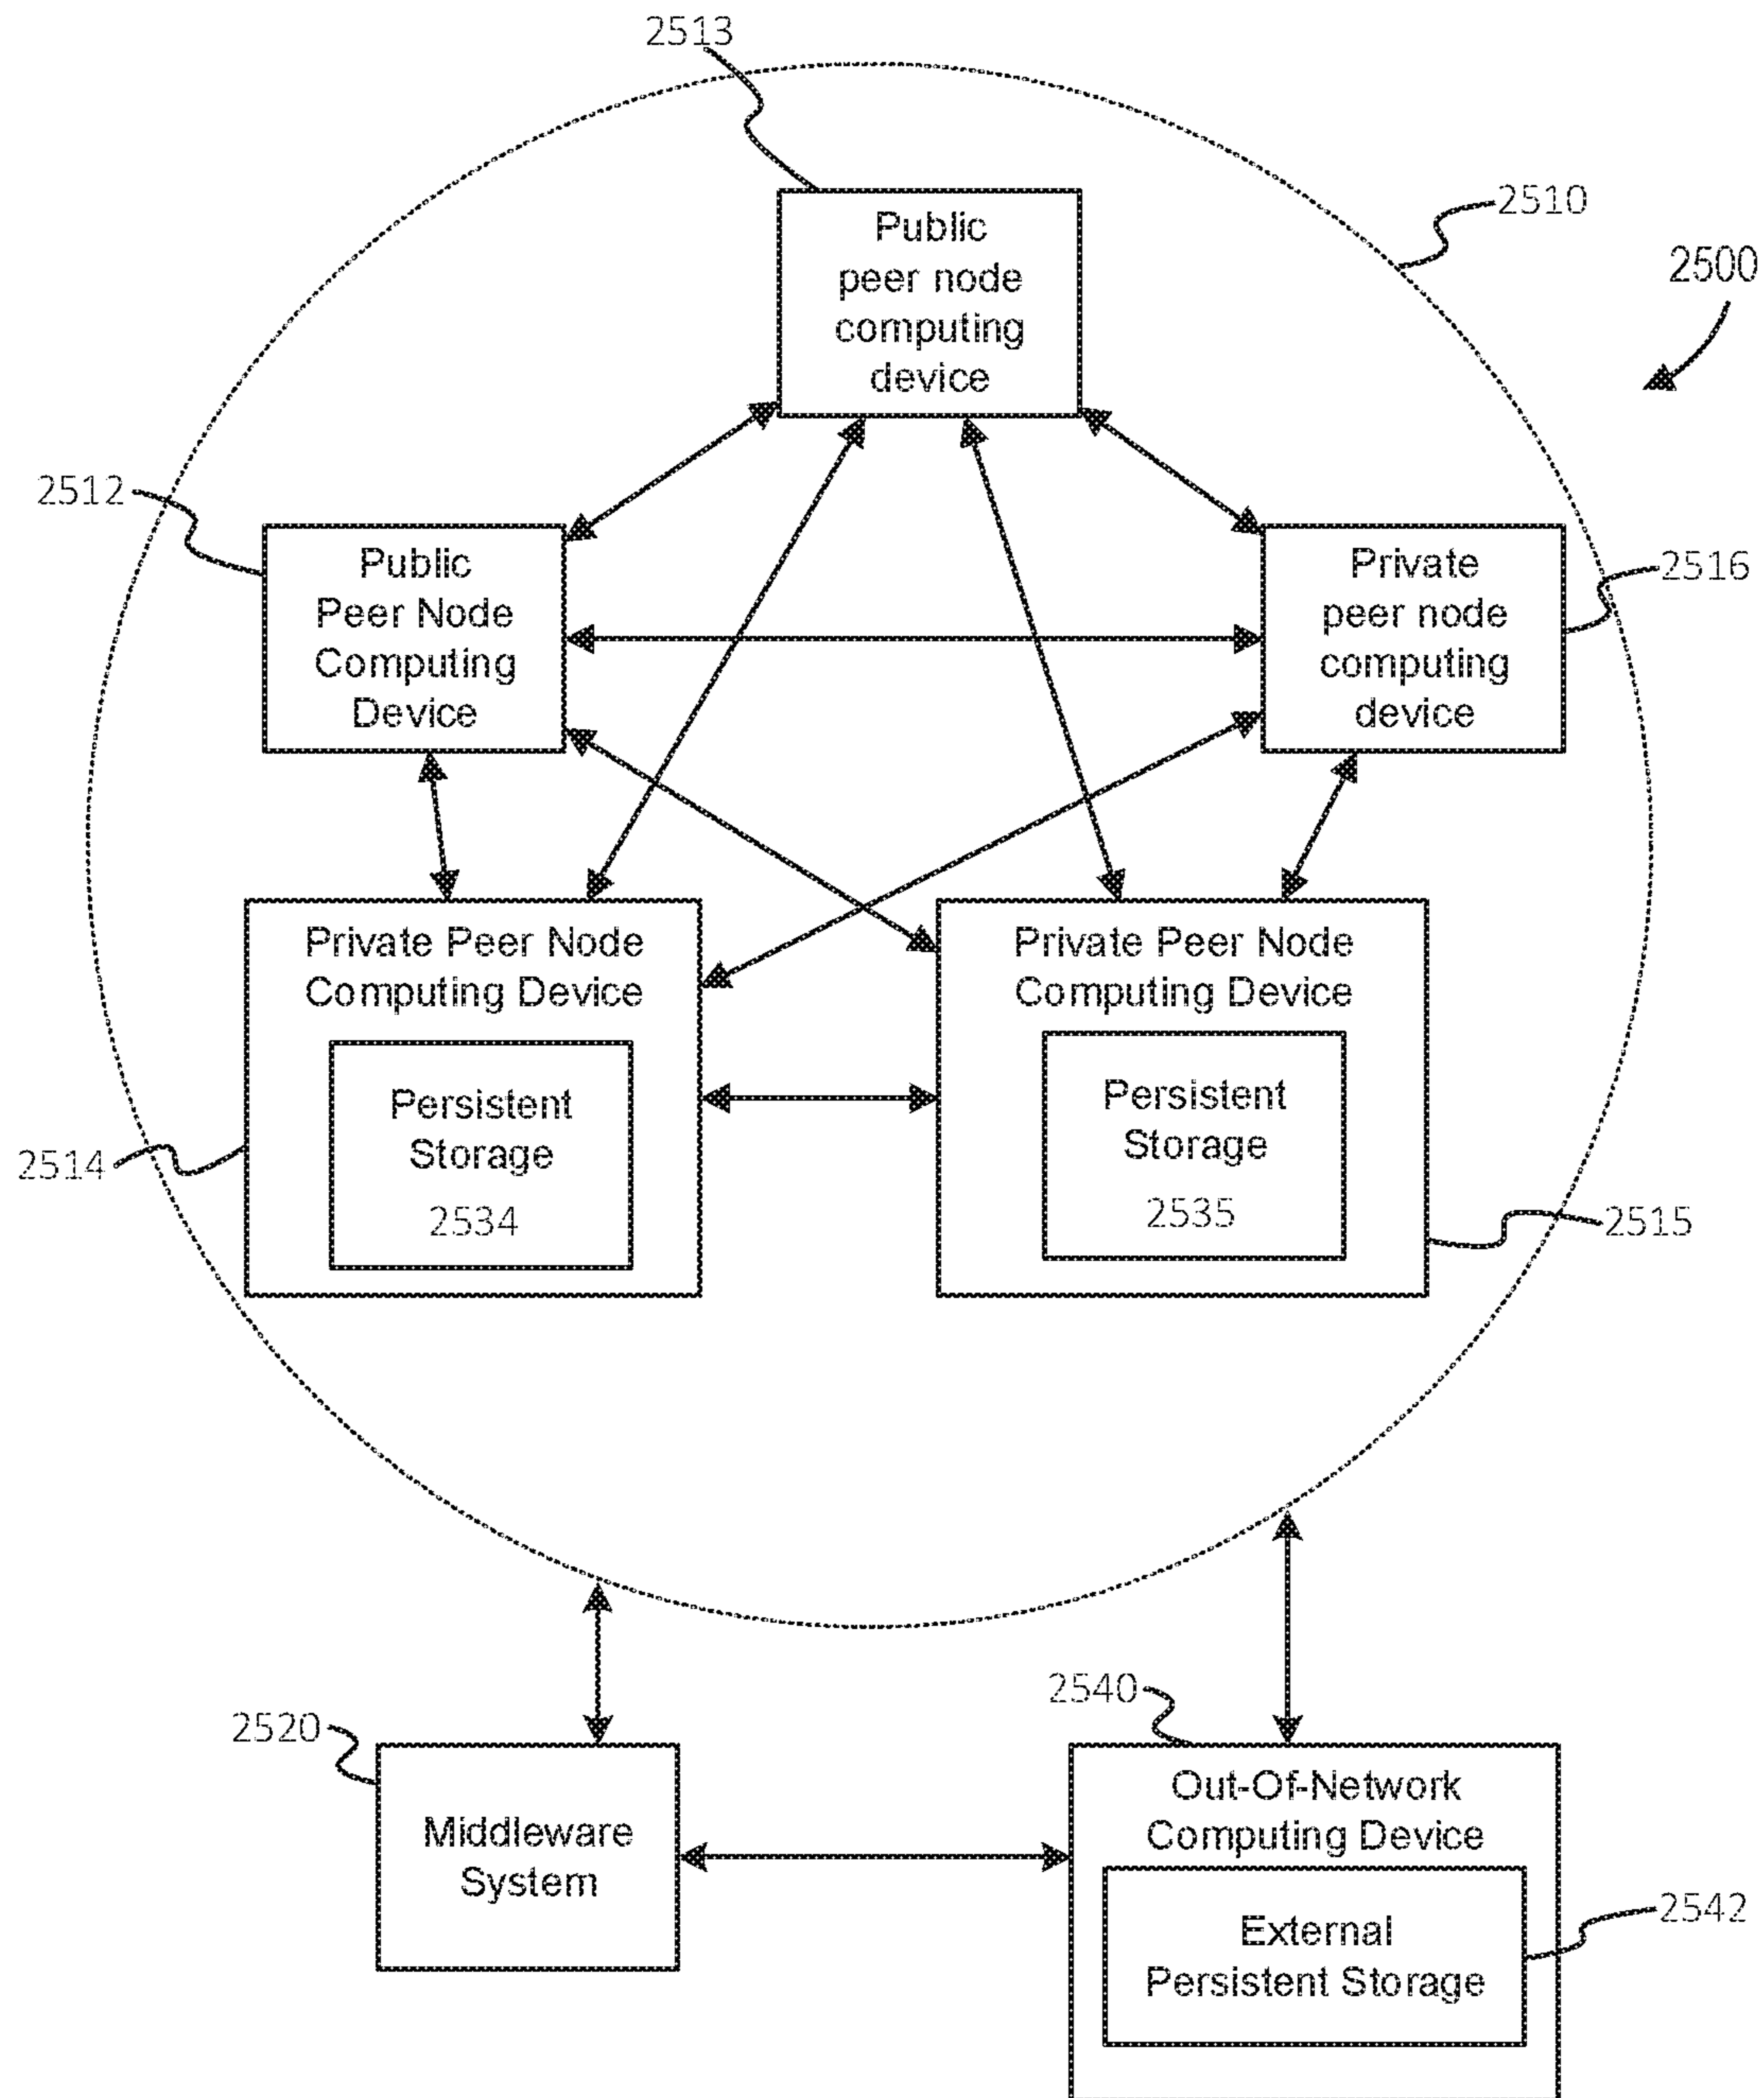 2513
2510
2500
Public
peer node
computing
device
2512
Public
Peer Node
Computing
Device
Private
peer node
computing
device
2516
Private Peer Node
Computing Device
Persistent
Storage
2534
2514
Private Peer Node
Computing Device
Persistent
Storage
2535
2515
2520
Middleware
System
2540
Out-Of-Network
Computing Device
External
Persistent Storage
2542